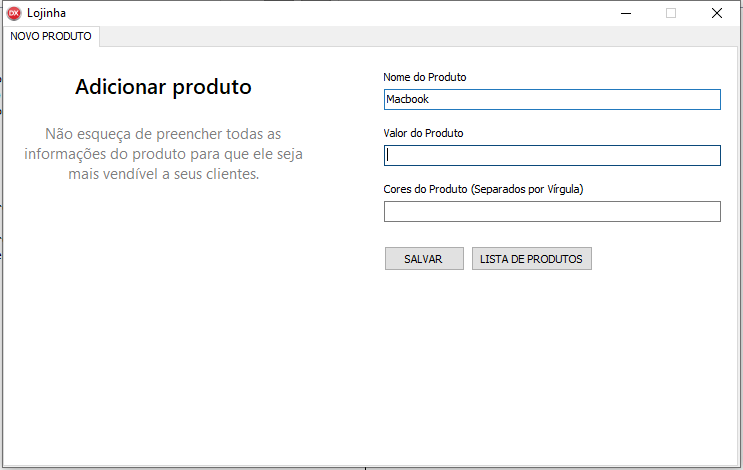 DX Lojinha
NOVO PRODUTO
Adicionar produto
Não esqueça de preencher todas as
informações do produto para que ele seja
mais vendível a seus clientes.
Nome do Produto
Macbook
Valor do Produto
Cores do Produto (Separados por Vírgula)
SALVAR LISTA DE PRODUTOS